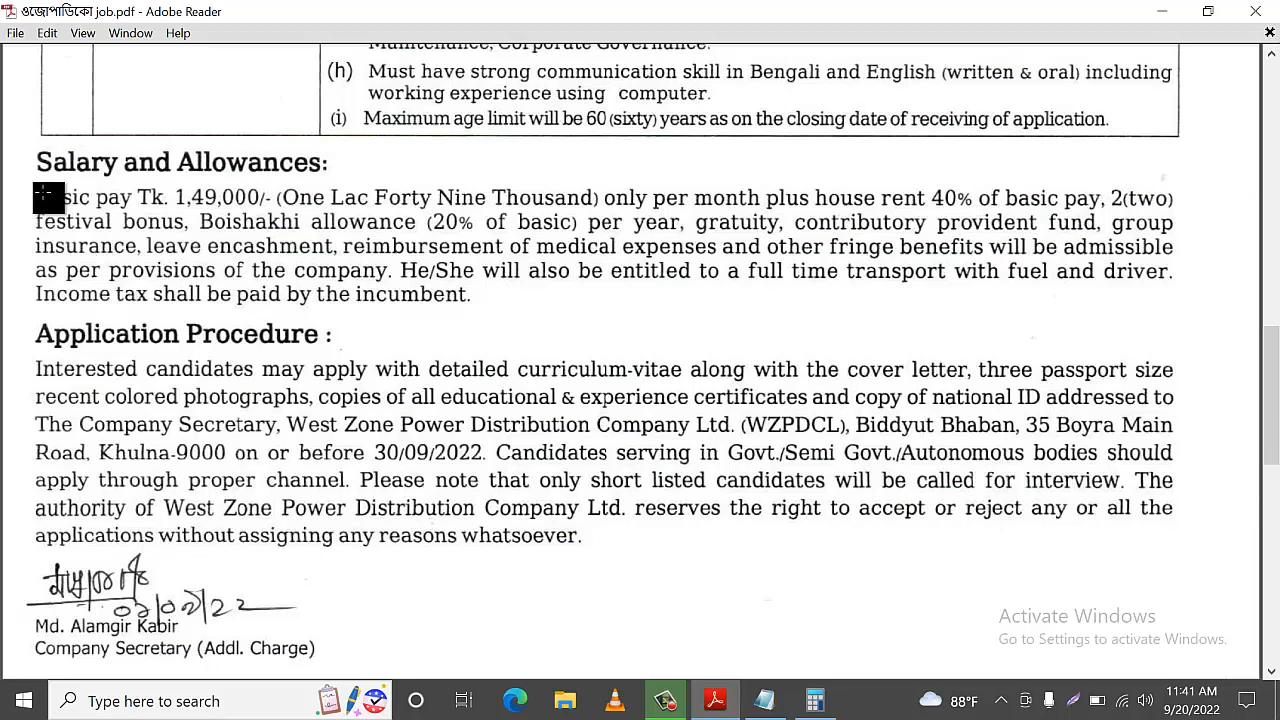 ওজোপাডিকো job.pdf - Adobe Reader
File Edit View Window Help
Maintenance, Corporate Governance.
(h) Must have strong communication skill in Bengali and English (written & oral) including
working experience using computer.
(i) Maximum age limit will be 60 (sixty) years as on the closing date of receiving of application.
Salary and Allowances:
sic pay Tk. 1,49,000/- (One Lac Forty Nine Thousand) only per month plus house rent 40% of basic pay, 2(two)
festival bonus, Boishakhi allowance (20% of basic) per year, gratuity, contributory provident fund, group
insurance, leave encashment, reimbursement of medical expenses and other fringe benefits will be admissible
as per provisions of the company. He/She will also be entitled to a full time transport with fuel and driver.
Income tax shall be paid by the incumbent.
Application Procedure :
Interested candidates may apply with detailed curriculum-vitae along with the cover letter, three passport size
recent colored photographs, copies of all educational & experience certificates and copy of national ID addressed to
The Company Secretary, West Zone Power Distribution Company Ltd. (WZPDCL), Biddyut Bhaban, 35 Boyra Main
Road, Khulna-9000 on or before 30/09/2022. Candidates serving in Govt./Semi Govt./Autonomous bodies should
apply through proper channel. Please note that only short listed candidates will be called for interview. The
authority of West Zone Power Distribution Company Ltd. reserves the right to accept or reject any or all the
applications without assigning any reasons whatsoever.
Md. Alamgir Kabir
Company Secretary (Addl. Charge)
Activate Windows
Go to Settings to activate Windows.
Type here to search
88°F
11:41 AM
9/20/2022